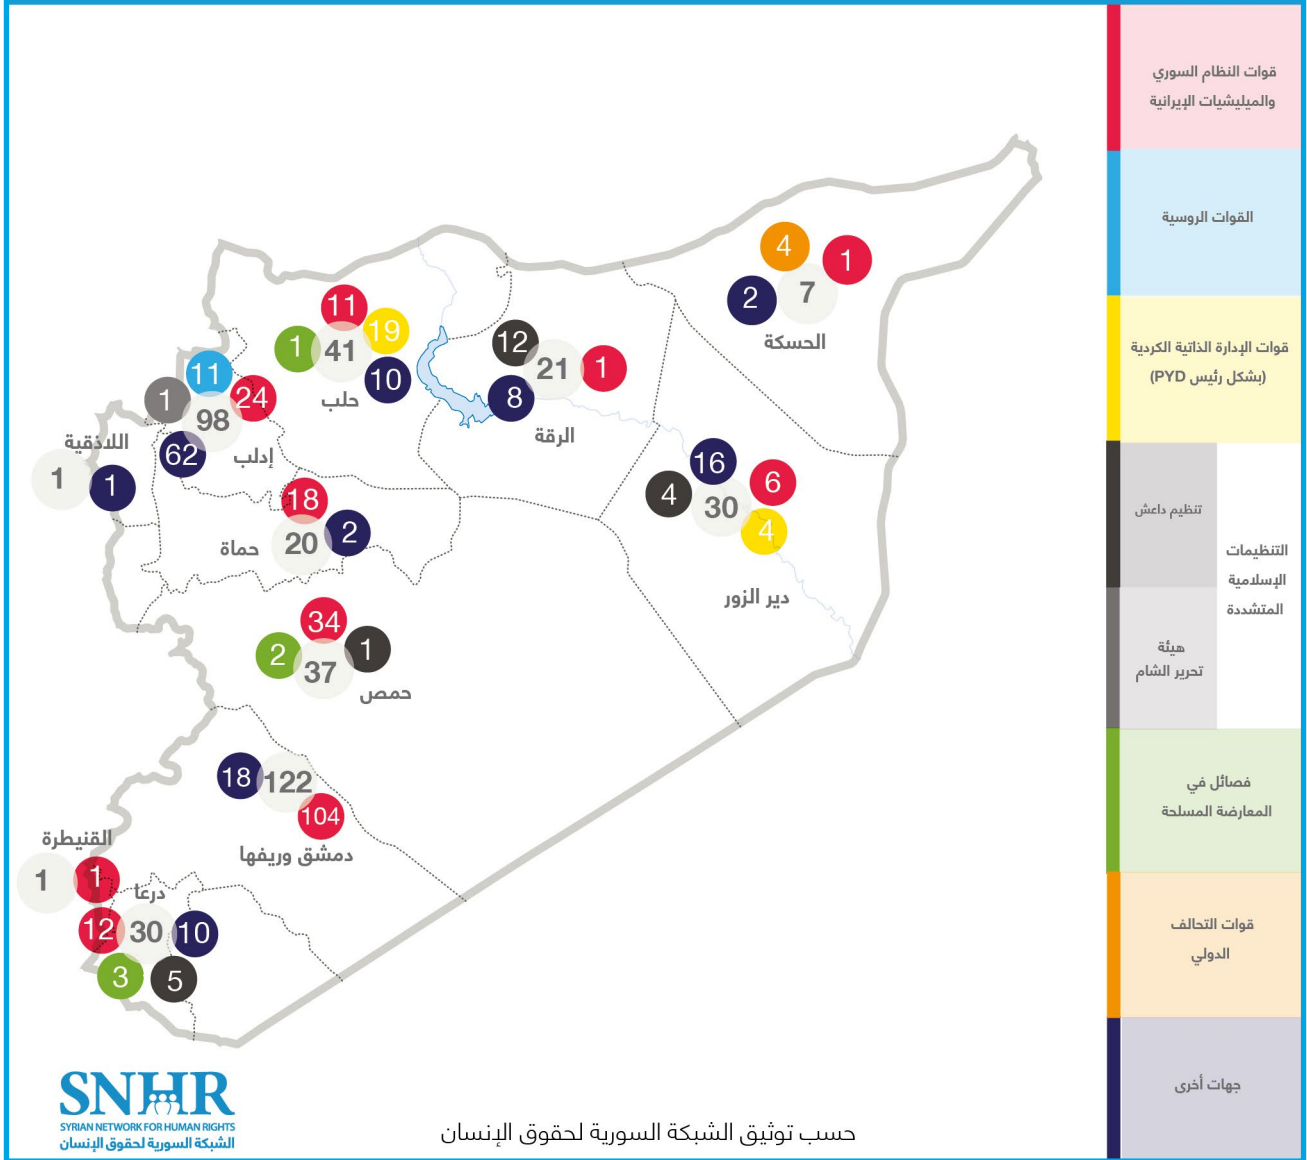 قوات النظام السوري
والميليشيات الإيرانية
القوات الروسية
قوات الإدارة الذاتية الكردية
(بشكل رئيس PYD)
التنظيمات
الإسلامية
المتشددة
تنظيم داعش
هيئة
تحرير الشام
فصائل في
المعارضة المسلحة
قوات التحالف
الدولي
جهات أخرى
4
1
2
7
الحسكة
11
19
1
41
10
حلب
12
21
1
8
الرقة
11
1
24
98
62
إدلب
اللاذقية
1
1
16
6
4
30
4
دير الزور
18
2
20
حماة
34
2
1
37
حمص
18
122
104
دمشق وريفها
القنيطرة
1
1
درعا
12
30
10
3
5
SNHR
SYRIAN NETWORK FOR HUMAN RIGHTS
الشبكة السورية لحقوق الإنسان
حسب توثيق الشبكة السورية لحقوق الإنسان